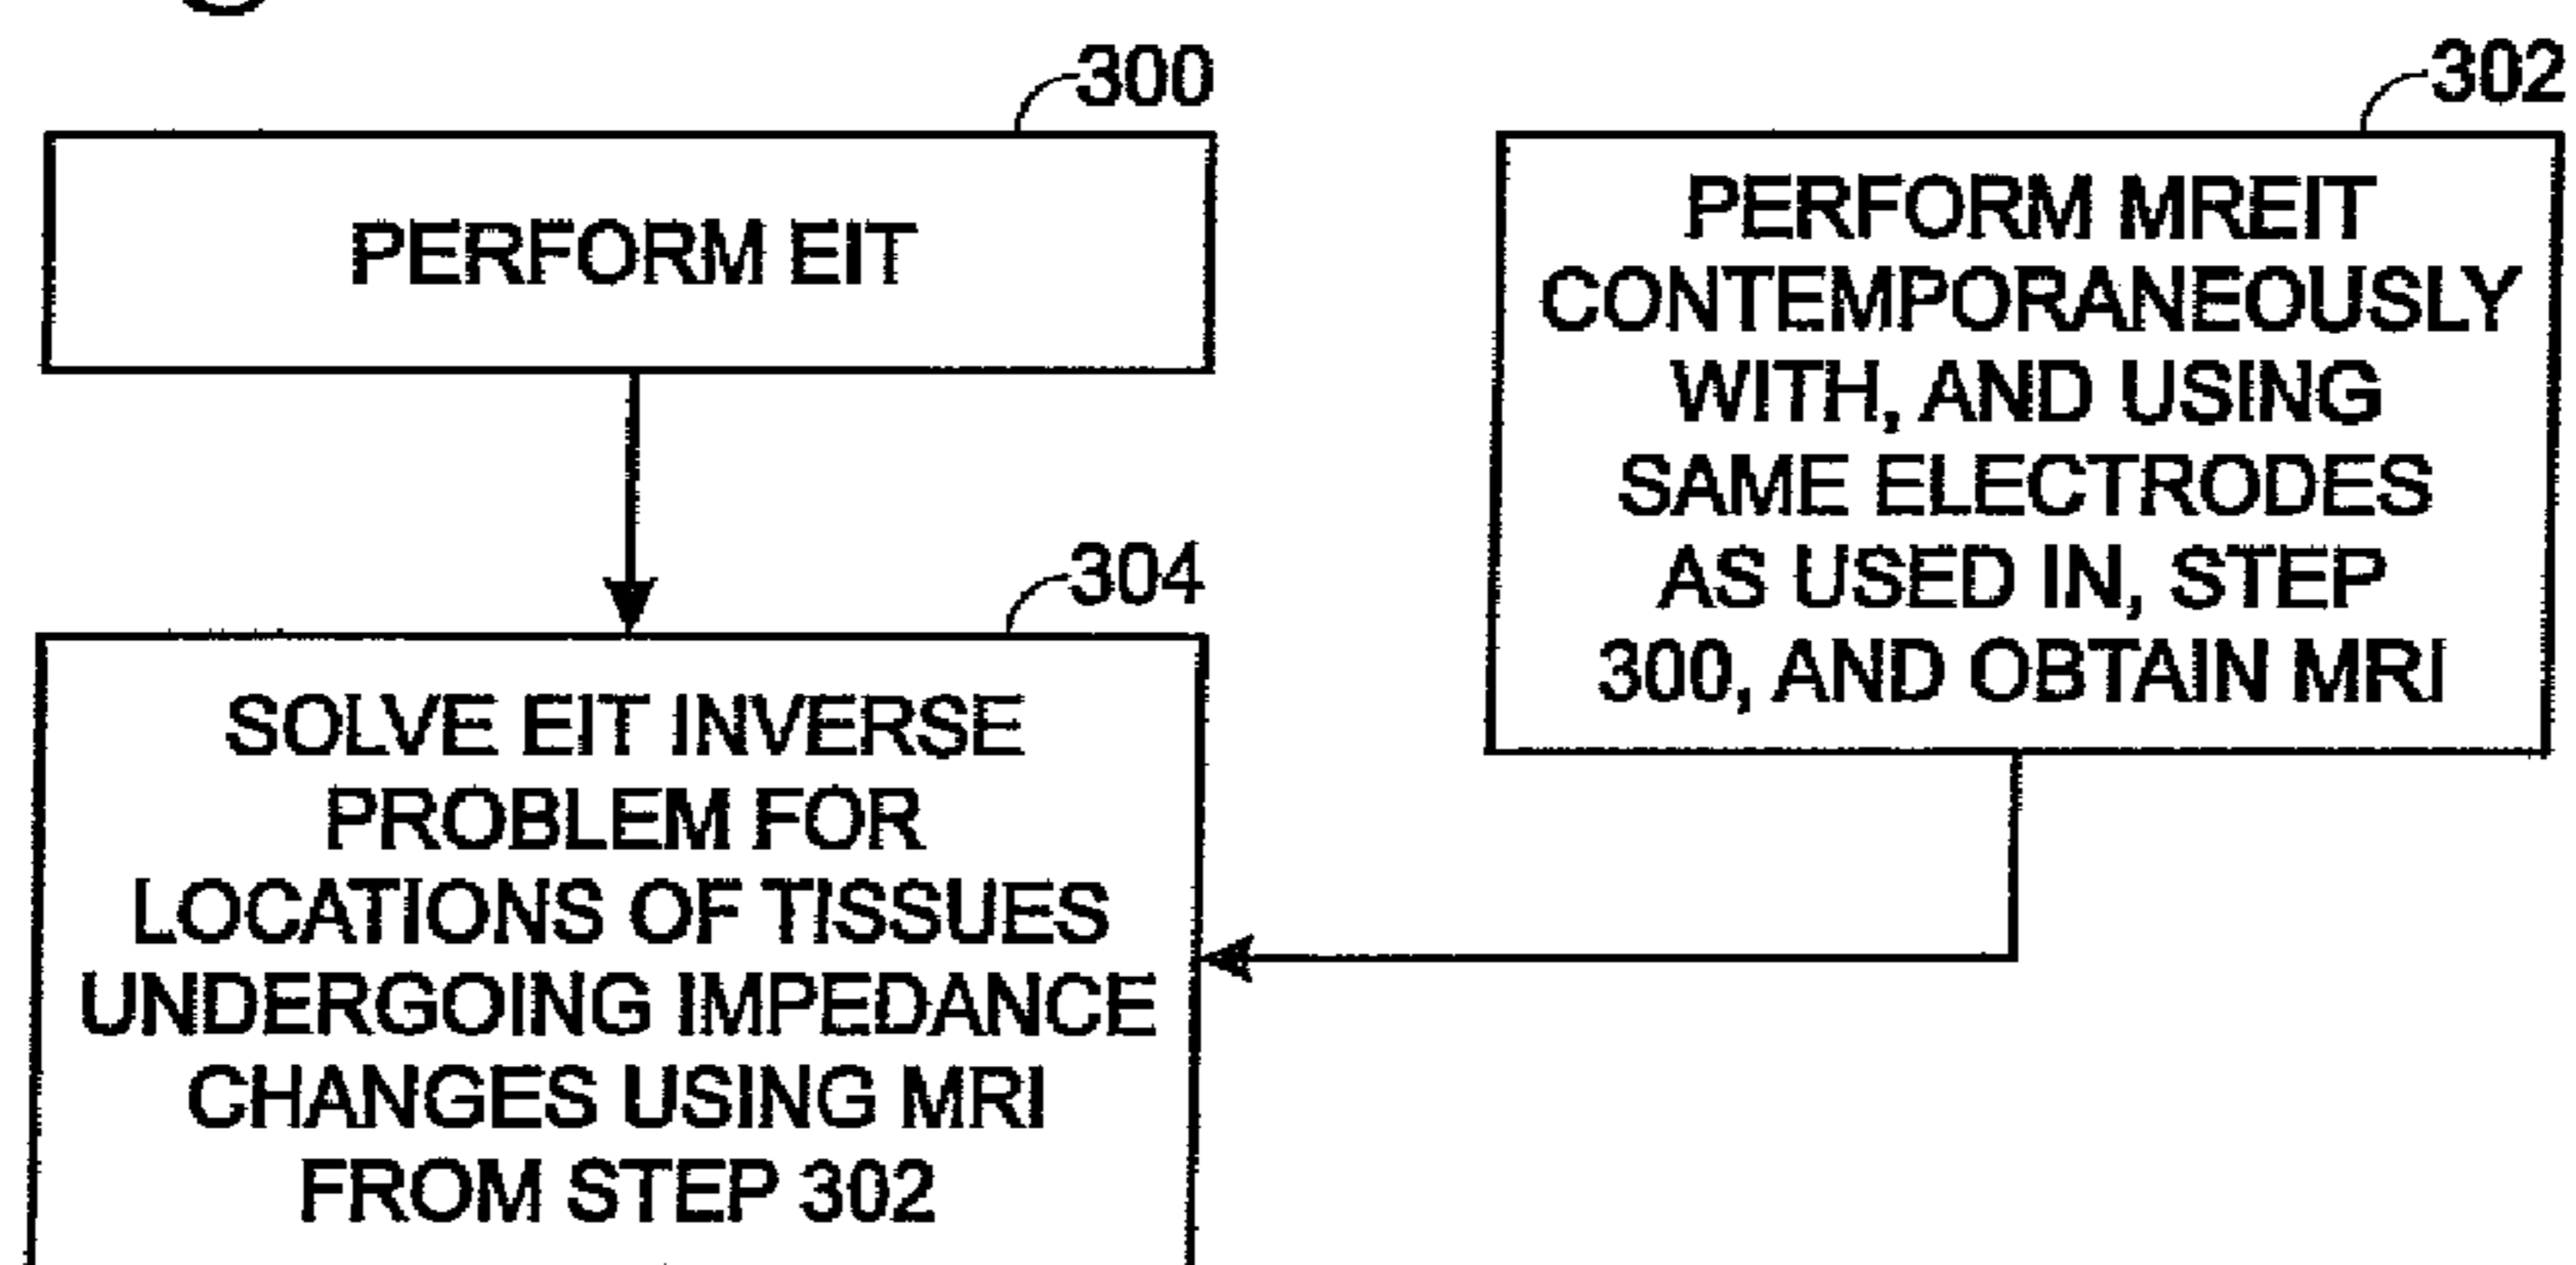 300
PERFORM EIT
302
PERFORM MREIT
CONTEMPORANEOUSLY
WITH, AND USING
SAME ELECTRODES
AS USED IN, STEP
300, AND OBTAIN MRI
304
SOLVE EIT INVERSE
PROBLEM FOR
LOCATIONS OF TISSUES
UNDERGOING IMPEDANCE
CHANGES USING MRI
FROM STEP 302